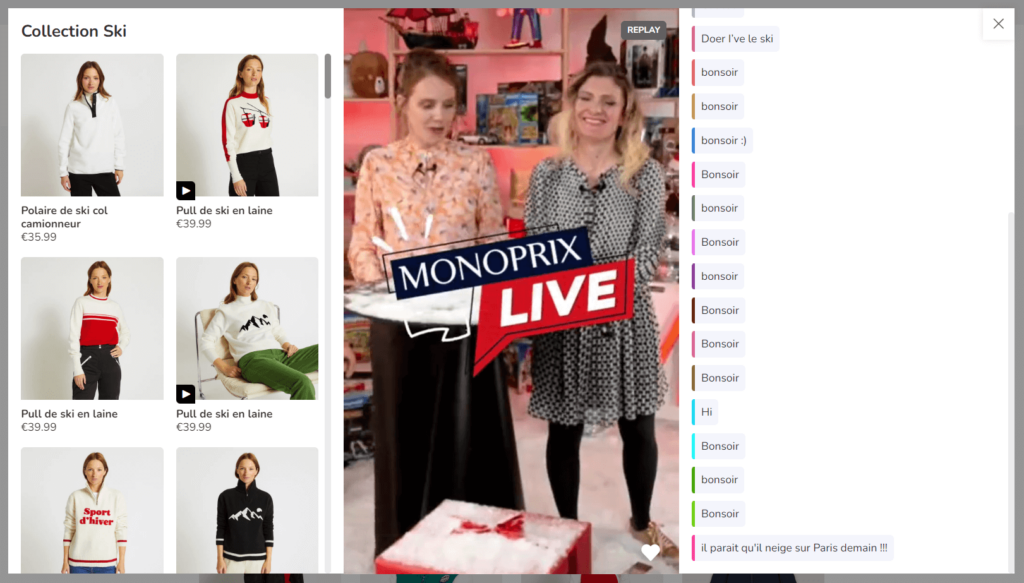 Collection Ski
Polaire de ski col
camionneur
€35.99
Pull de ski en laine
€39.99
Pull de ski en laine
€39.99
Pull de ski en laine
€39.99
Sport
d'hiver
REPLAY
MONOPRIX
LIVE
Doer I've le ski
bonsoir
bonsoir
bonsoir :)
Bonsoir
bonsoir
Bonsoir
bonsoir
Bonsoir
Bonsoir
Bonsoir
Hi
Bonsoir
bonsoir
Bonsoir
il parait qu'il neige sur Paris demain !!!